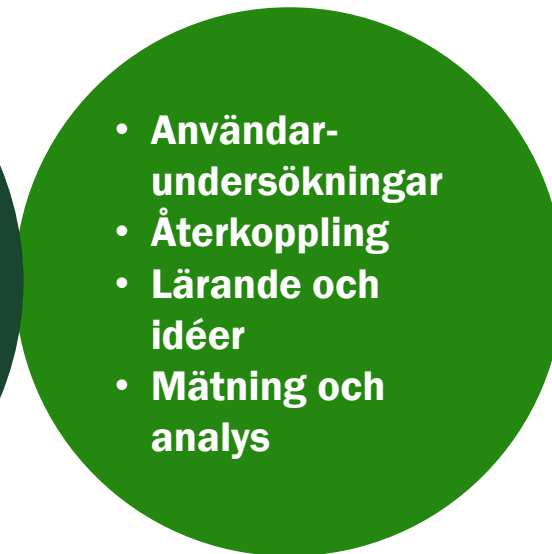 • Användar-
undersökningar
• Återkoppling
• Lärande och
idéer
• Mätning och
analys